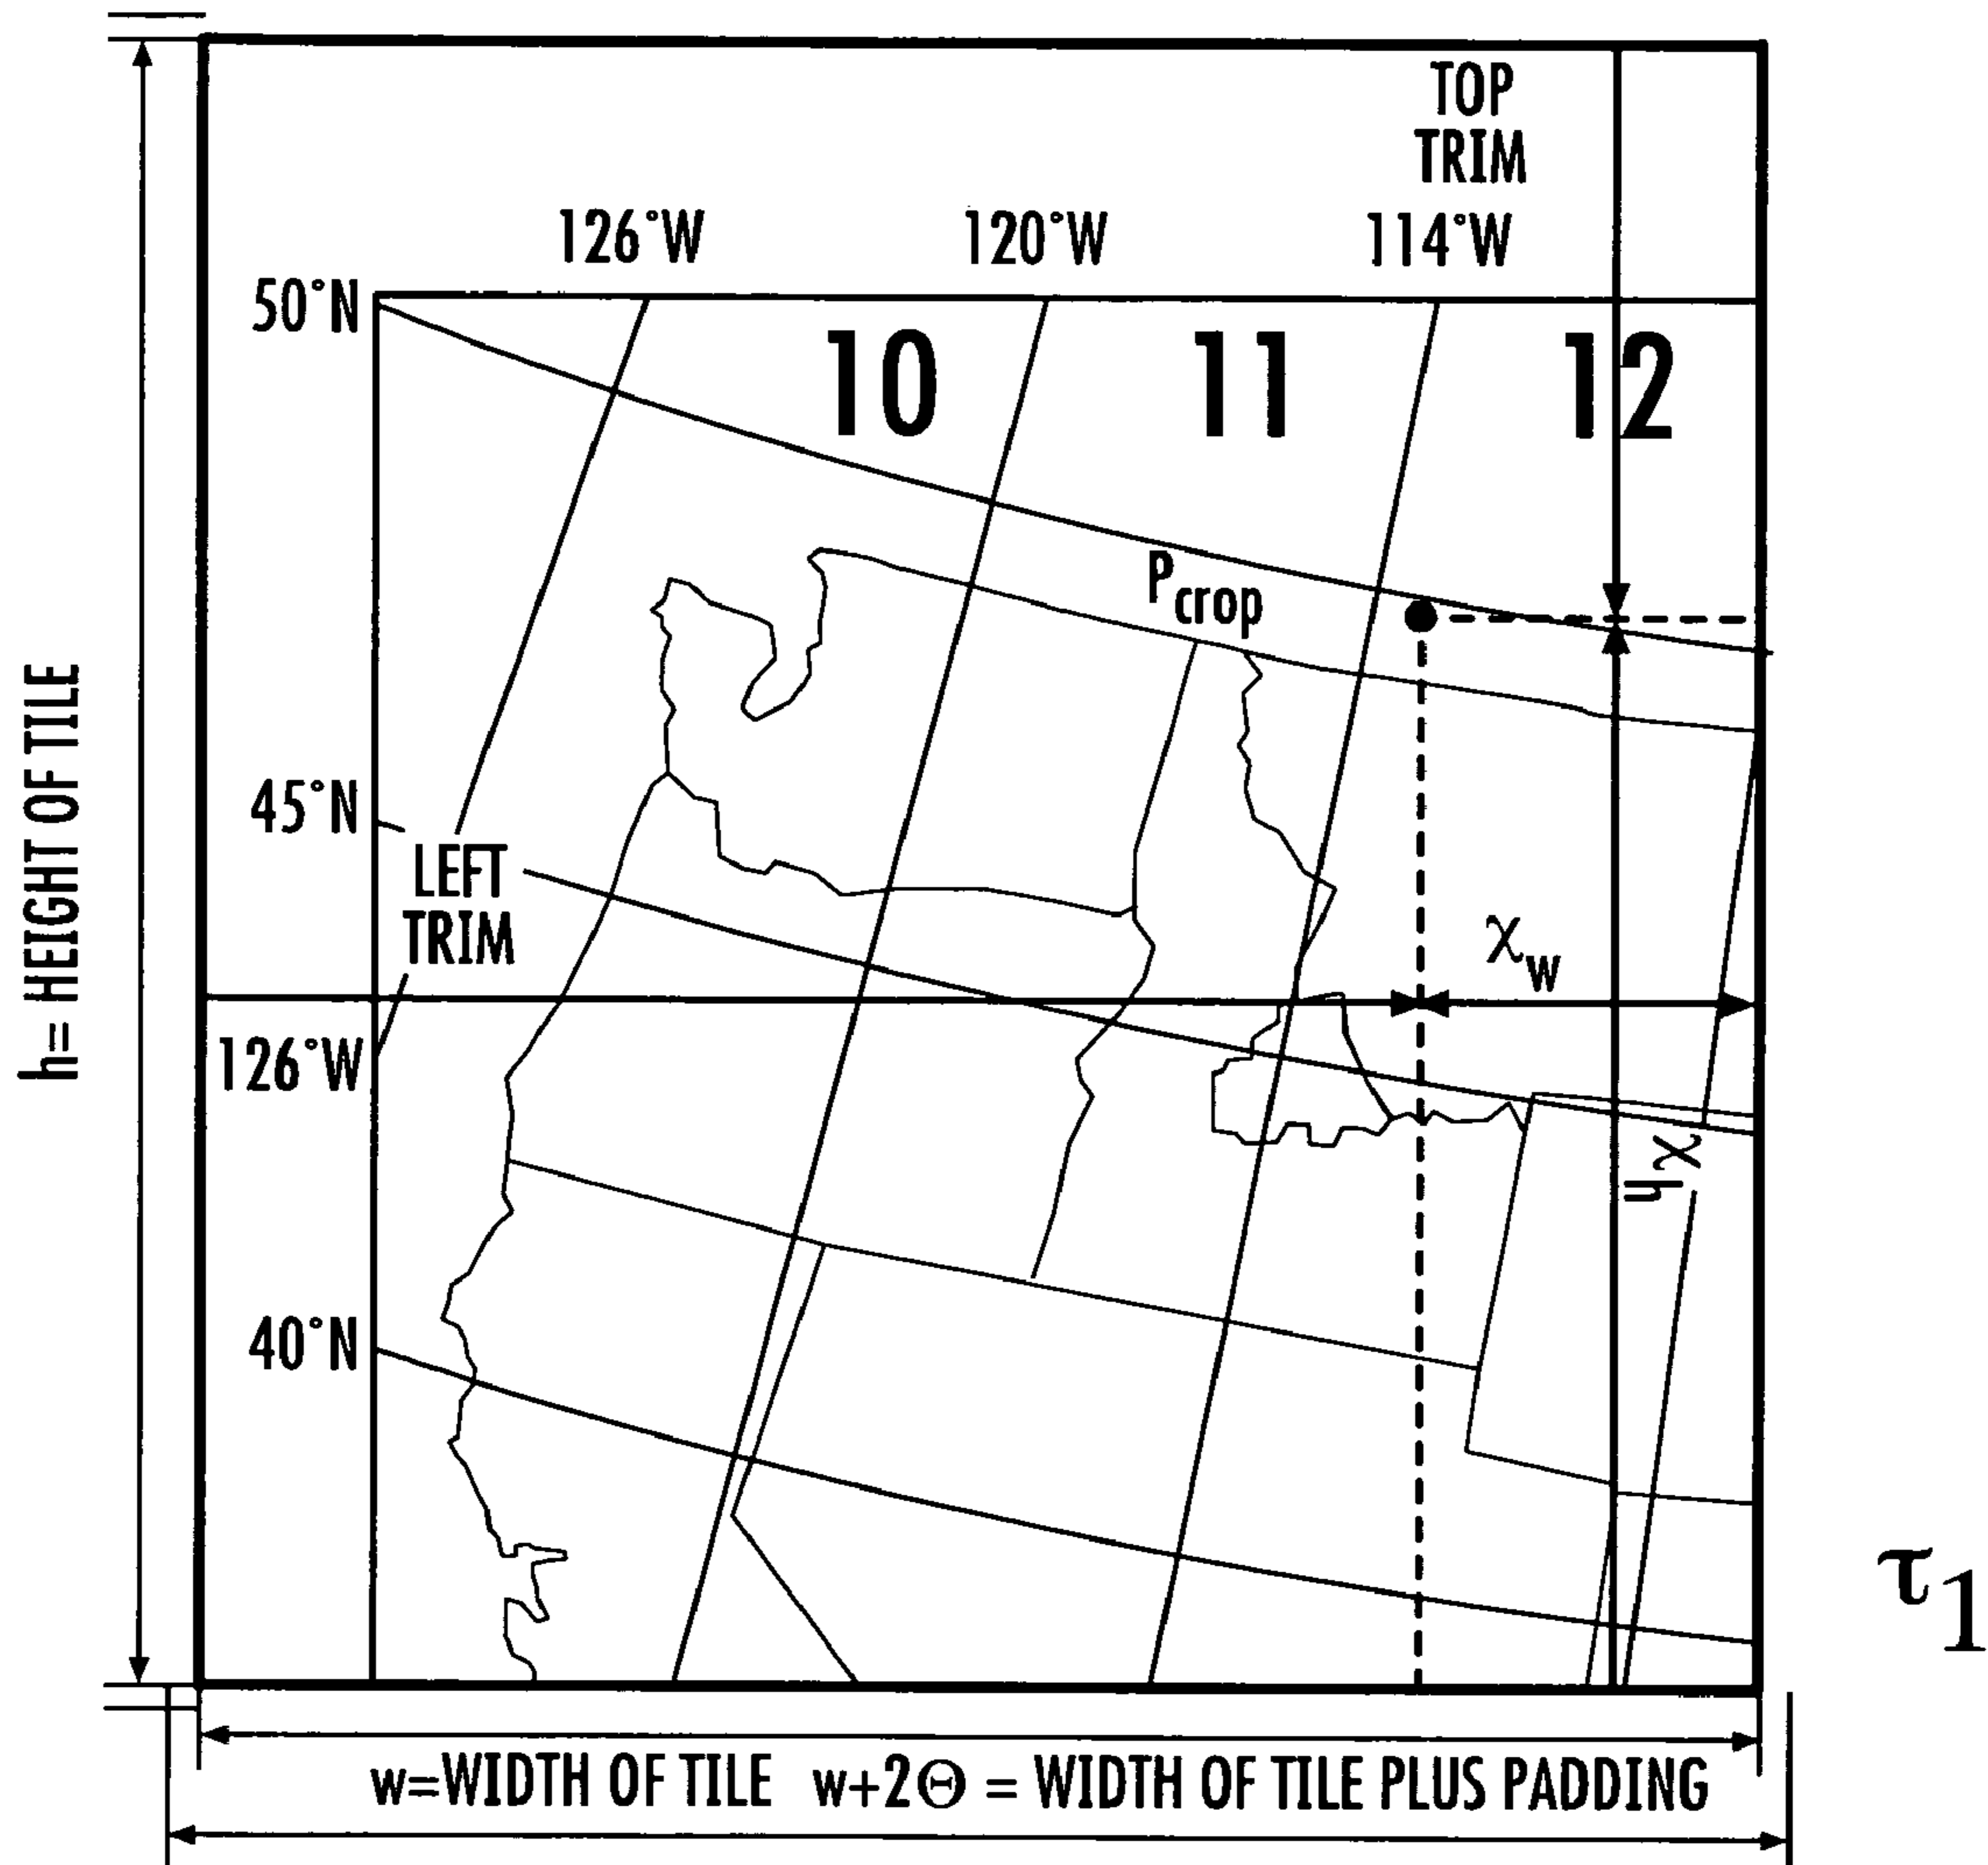 TOP
TRIM
126°W 120°W 114°W
50°N
10 11 12
Pcrop
h= HEIGHT OF TILE
45°N
LEFT
TRIM
χw
126°W
χh
40°N
τ1
w=WIDTH OF TILE w+2Θ = WIDTH OF TILE PLUS PADDING